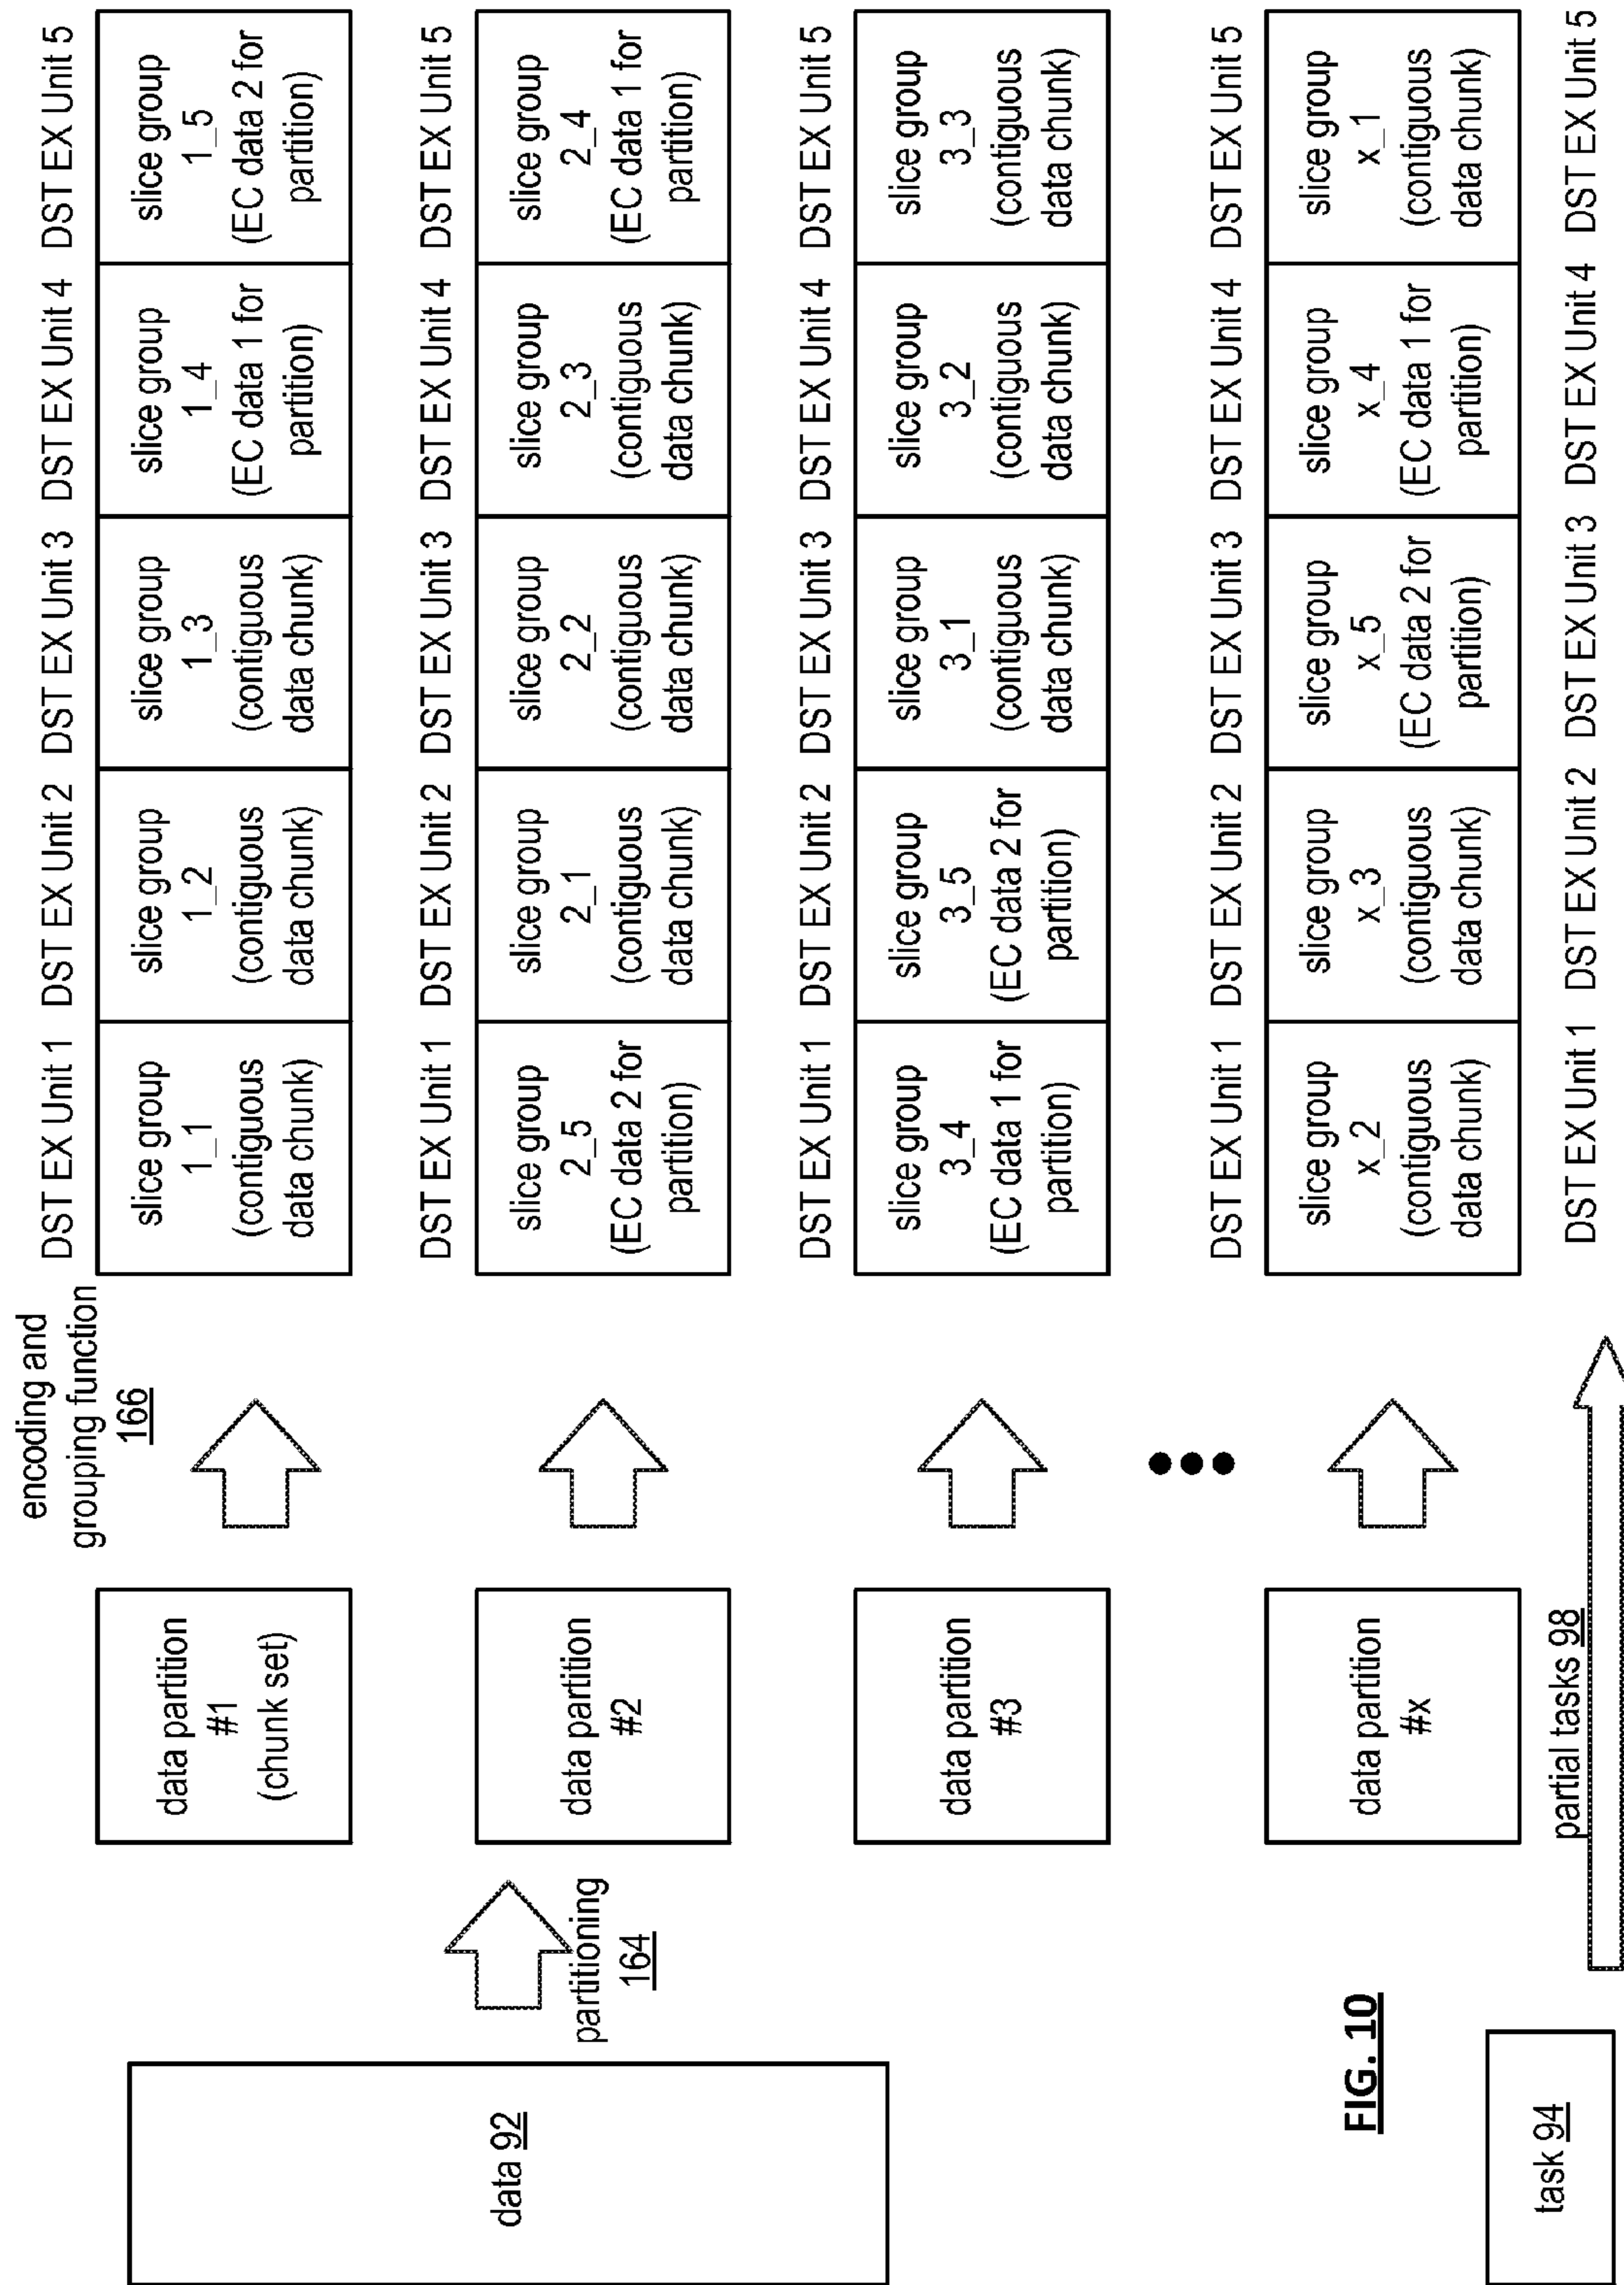 data 92
partitioning
164
data partition
#1
(chunk set)
data partition
#2
data partition
#3
data partition
#x
encoding and
grouping function
166
DST EX Unit 1
DST EX Unit 2
DST EX Unit 3
DST EX Unit 4
DST EX Unit 5
slice group
1_1
(contiguous
data chunk)
slice group
1_2
(contiguous
data chunk)
slice group
1_3
(contiguous
data chunk)
slice group
1_4
(EC data 1 for
partition)
slice group
1_5
(EC data 2 for
partition)
DST EX Unit 1
DST EX Unit 2
DST EX Unit 3
DST EX Unit 4
DST EX Unit 5
slice group
2_5
(EC data 2 for
partition)
slice group
2_1
(contiguous
data chunk)
slice group
2_2
(contiguous
data chunk)
slice group
2_3
(contiguous
data chunk)
slice group
2_4
(EC data 1 for
partition)
DST EX Unit 1
DST EX Unit 2
DST EX Unit 3
DST EX Unit 4
DST EX Unit 5
slice group
3_4
(EC data 1 for
partition)
slice group
3_5
(EC data 2 for
partition)
slice group
3_1
(contiguous
data chunk)
slice group
3_2
(contiguous
data chunk)
slice group
3_3
(contiguous
data chunk)
DST EX Unit 1
DST EX Unit 2
DST EX Unit 3
DST EX Unit 4
DST EX Unit 5
slice group
x_2
(contiguous
data chunk)
slice group
x_3
(contiguous
data chunk)
slice group
x_5
(EC data 2 for
partition)
slice group
x_4
(EC data 1 for
partition)
slice group
x_1
(contiguous
data chunk)
FIG. 10
task 94
partial tasks 98
DST EX Unit 1
DST EX Unit 2
DST EX Unit 3
DST EX Unit 4
DST EX Unit 5